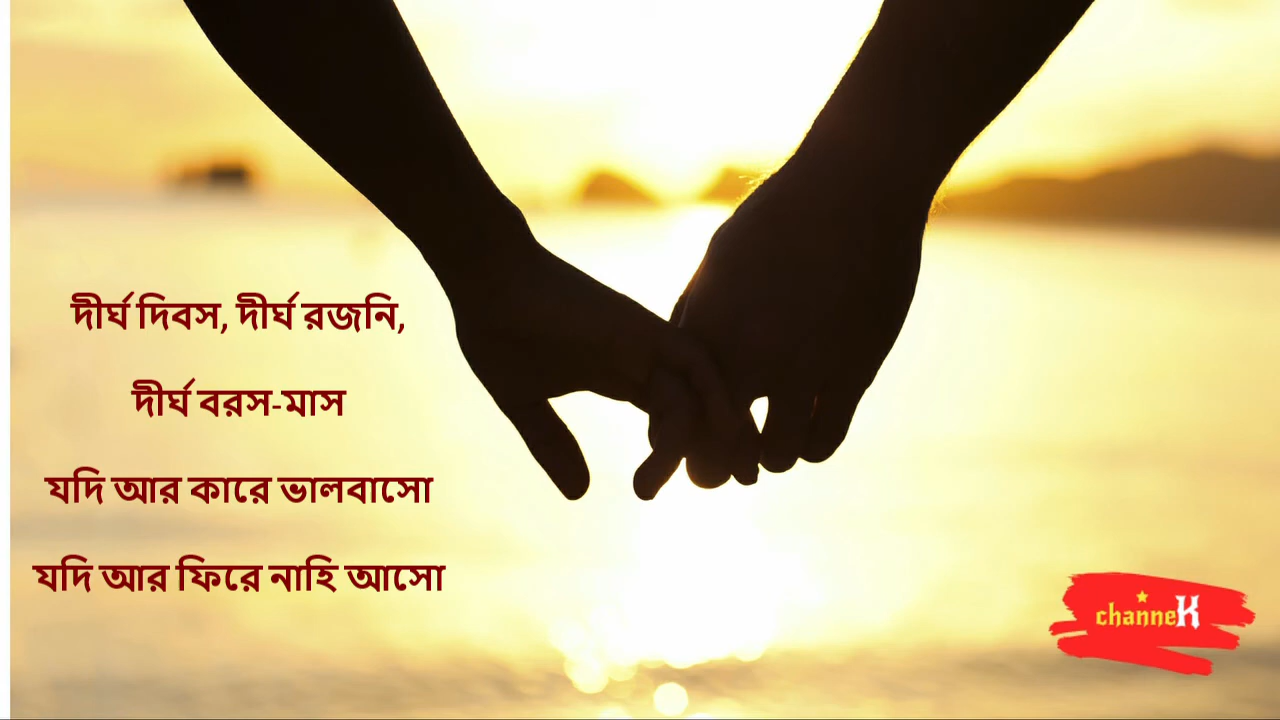 দীর্ঘ দিবস, দীর্ঘ রজনি,
দীর্ঘ বরস-মাস
যদি আর কারে ভালবাসো
যদি আর ফিরে নাহি আসো
channeK